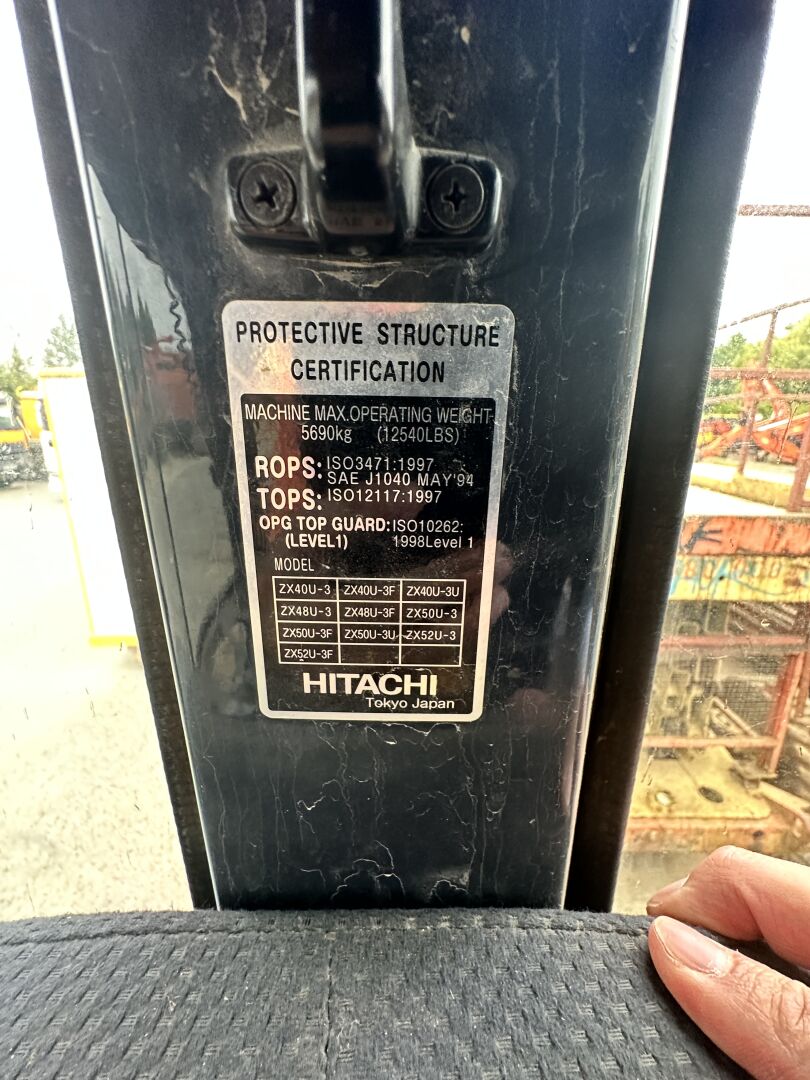 PROTECTIVE STRUCTURE
CERTIFICATION
MACHINE MAX.OPERATING WEIGHT
5690kg (12540LBS)
ROPS: ISO3471:1997
SAE J1040 MAY'94
TOPS: ISO12117:1997
OPG TOP GUARD: ISO10262:
(LEVEL1) 1998Level 1
MODEL
ZX40U-3 ZX40U-3F ZX40U-3U
ZX48U-3 ZX48U-3F ZX50U-3
ZX50U-3F ZX50U-3U ZX52U-3
ZX52U-3F
HITACHI
Tokyo Japan